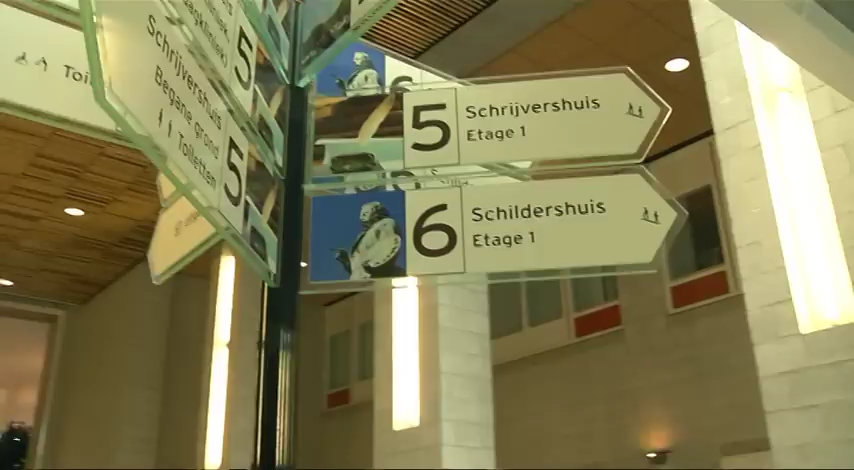 5
Schrijvershuis
Etage 1
6
Schildershuis
Etage 1
5
Schrijvershuis
Begane grond
Toiletten
5